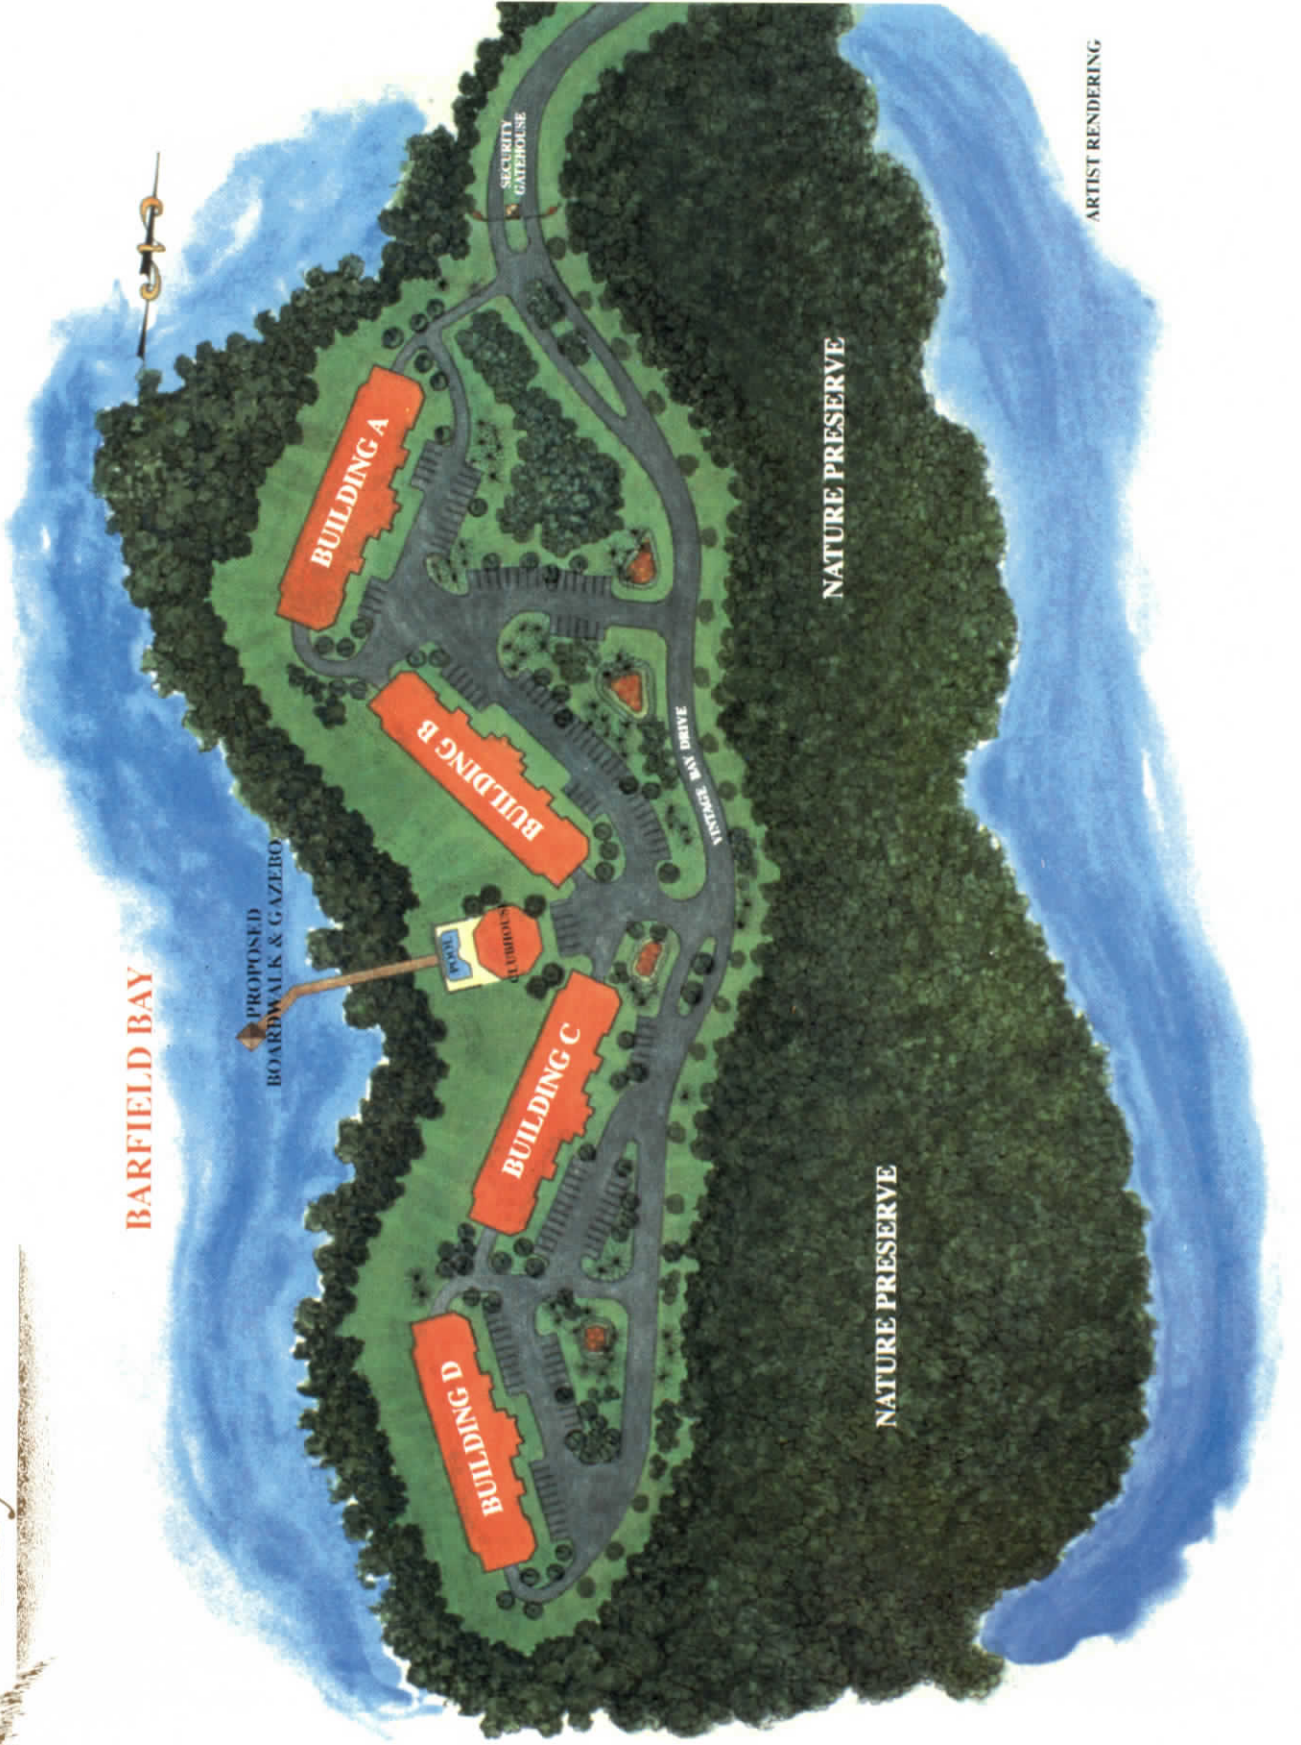 BARFIELD BAY
PROPOSED
BOARDWALK & GAZEBO
BUILDING D
BUILDING C
POOL
CLUBHOUSE
BUILDING B
BUILDING A
SECURITY
GATEHOUSE
VINTAGE BAY DRIVE
NATURE PRESERVE
NATURE PRESERVE
ARTIST RENDERING